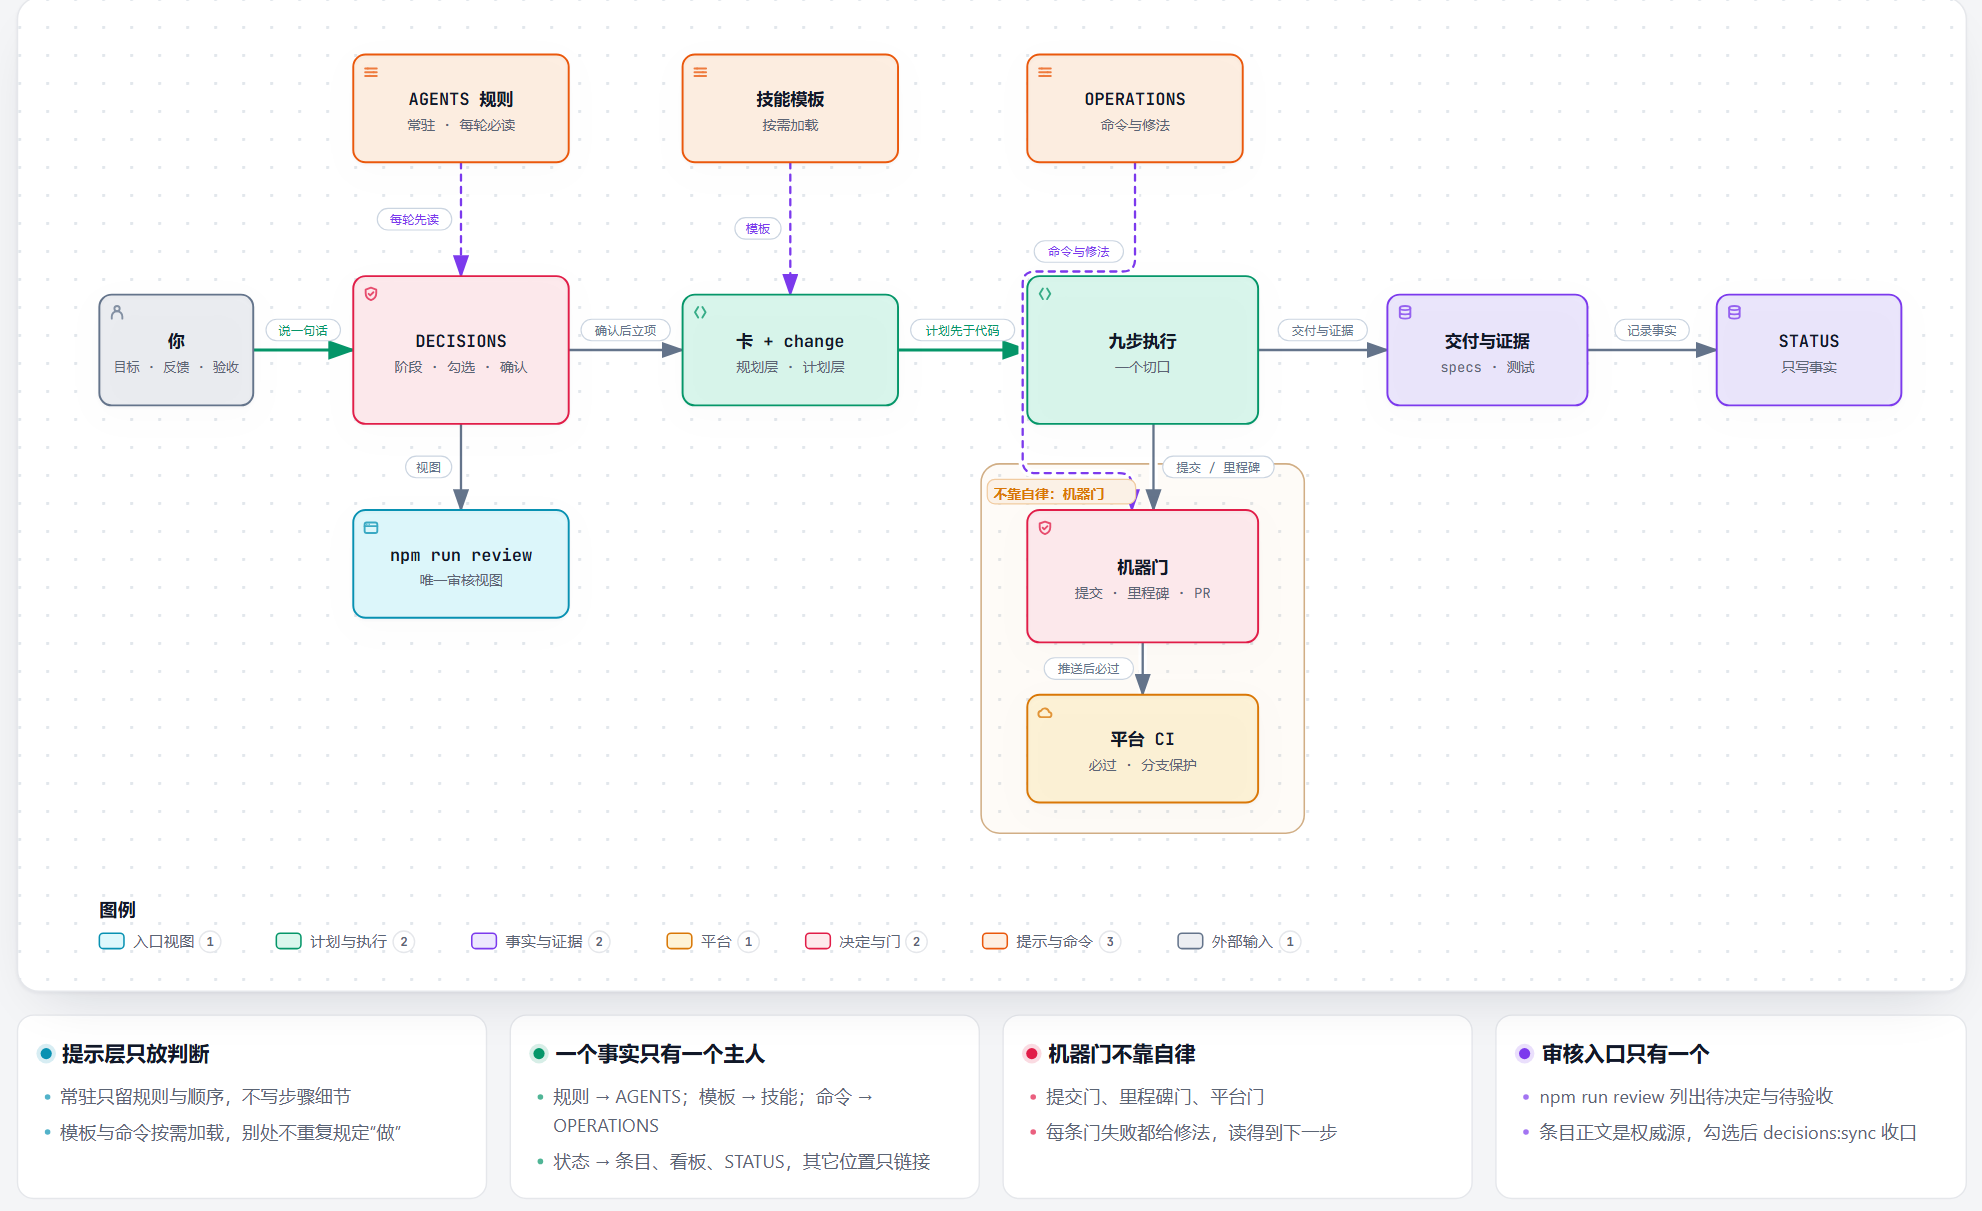 AGENTS 规则
常驻 · 每轮必读
技能模板
按需加载
OPERATIONS
命令与修法
每轮先读
模板
命令与修法
你
目标 · 反馈 · 验收
说一句话
DECISIONS
阶段 · 勾选 · 确认
确认后立项
卡 + change
规划层 · 计划层
计划先于代码
九步执行
一个切口
交付与证据
交付与证据
specs · 测试
记录事实
STATUS
只写事实
视图
提交 / 里程碑
不靠自律：机器门
npm run review
唯一审核视图
机器门
提交 · 里程碑 · PR
推送后必过
平台 CI
必过 · 分支保护
图例
入口视图 1
计划与执行 2
事实与证据 2
平台 1
决定与门 2
提示与命令 3
外部输入 1
提示层只放判断
常驻只留规则与顺序，不写步骤细节
模板与命令按需加载，别处不重复规定“做”
一个事实只有一个主人
规则 → AGENTS；模板 → 技能；命令 →
OPERATIONS
状态 → 条目、看板、STATUS，其它位置只链接
机器门不靠自律
提交门、里程碑门、平台门
每条门失败都给修法，读得到下一步
审核入口只有一个
npm run review 列出待决定与待验收
条目正文是权威源，勾选后 decisions:sync 收口